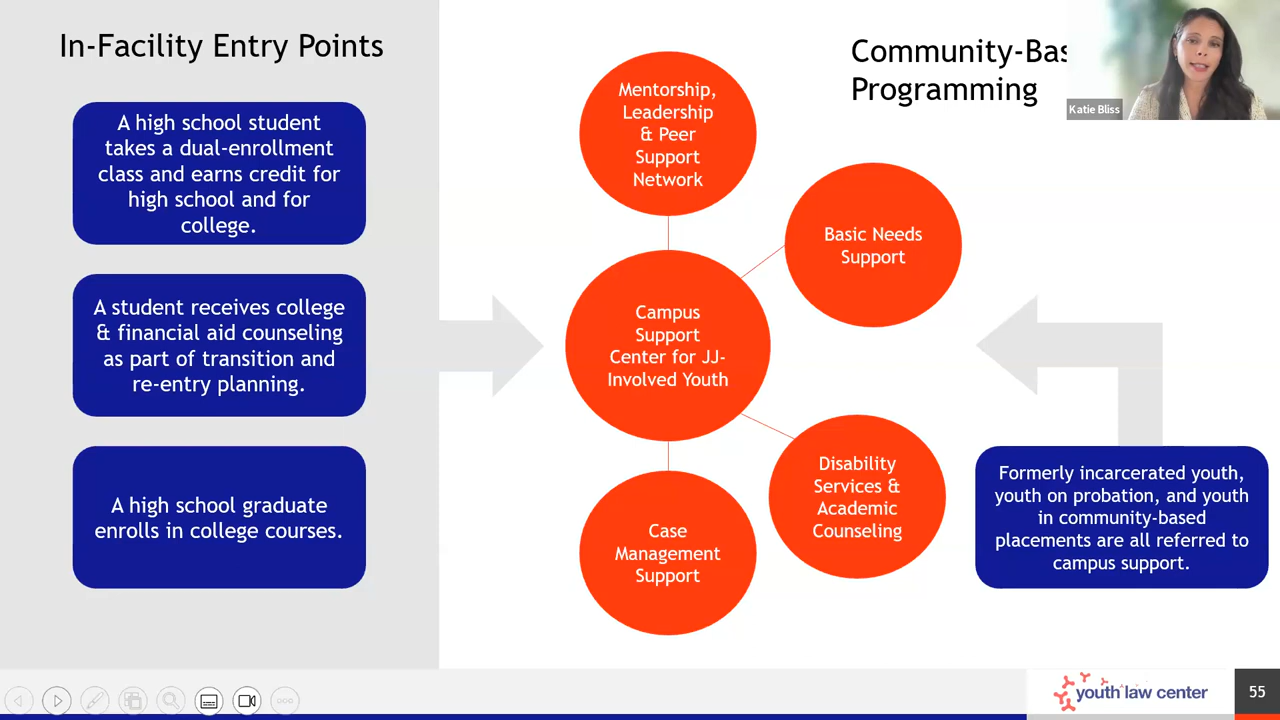 In-Facility Entry Points
A high school student
takes a dual-enrollment
class and earns credit for
high school and for
college.
A student receives college
& financial aid counseling
as part of transition and
re-entry planning.
A high school graduate
enrolls in college courses.
Mentorship,
Leadership
& Peer
Support
Network
Basic Needs
Support
Campus
Support
Center for JJ-
Involved Youth
Disability
Services &
Academic
Counseling
Case
Management
Support
Community-Bas
Programming
Katie Bliss
Formerly incarcerated youth,
youth on probation, and youth
in community-based
placements are all referred to
campus support.
youth law center
55